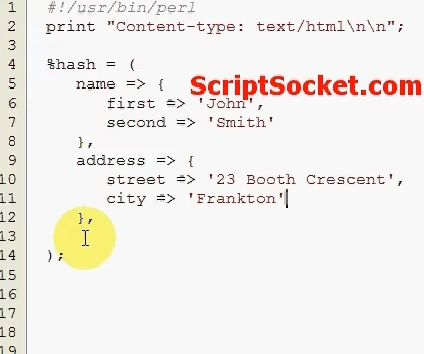 1 #!/usr/bin/perl
2 print "Content-type: text/html\n\n";
3
4 %hash = (
5 name => {
ScriptSocket.com
6 first => 'John',
7 second => 'Smith'
8 },
9 address => {
10 street => '23 Booth Crescent',
11 city => 'Frankton'
12 },
13
14 );
15
16
17
18
19